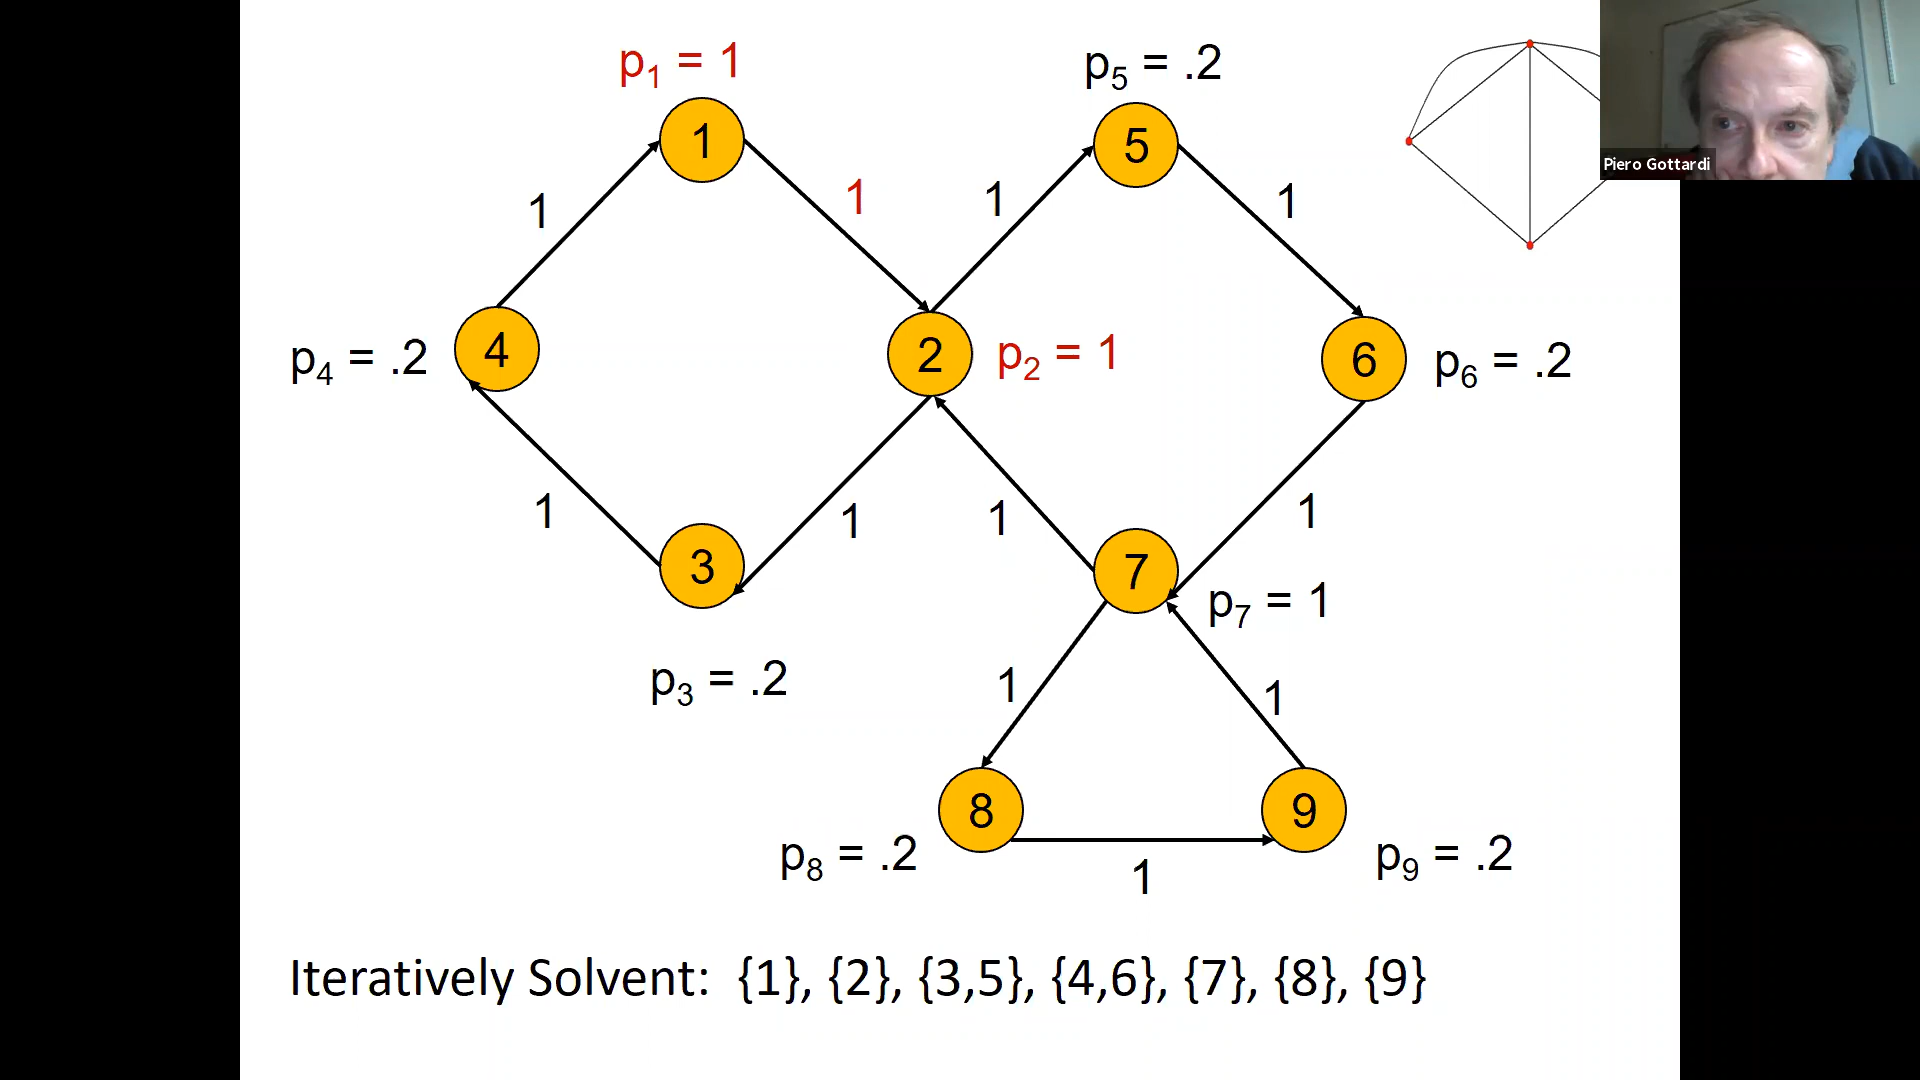 p₁ = 1
p₅ = .2
1
5
Piero Gottardi
1
1
1
1
p₄ = .2
4
2
p₂ = 1
6
p₆ = .2
1
1
1
1
3
7
p₇ = 1
p₃ = .2
1
1
8
9
p₈ = .2
1
p₉ = .2
Iteratively Solvent: {1}, {2}, {3,5}, {4,6}, {7}, {8}, {9}